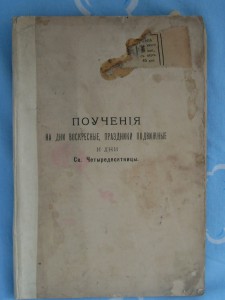 ПОУЧЕНІЯ
НА ДНИ ВОСКРЕСНЫЕ, ПРАЗДНИКИ ПОДВИЖНЫЕ
И ДНИ
Св. Четыредесятницы.